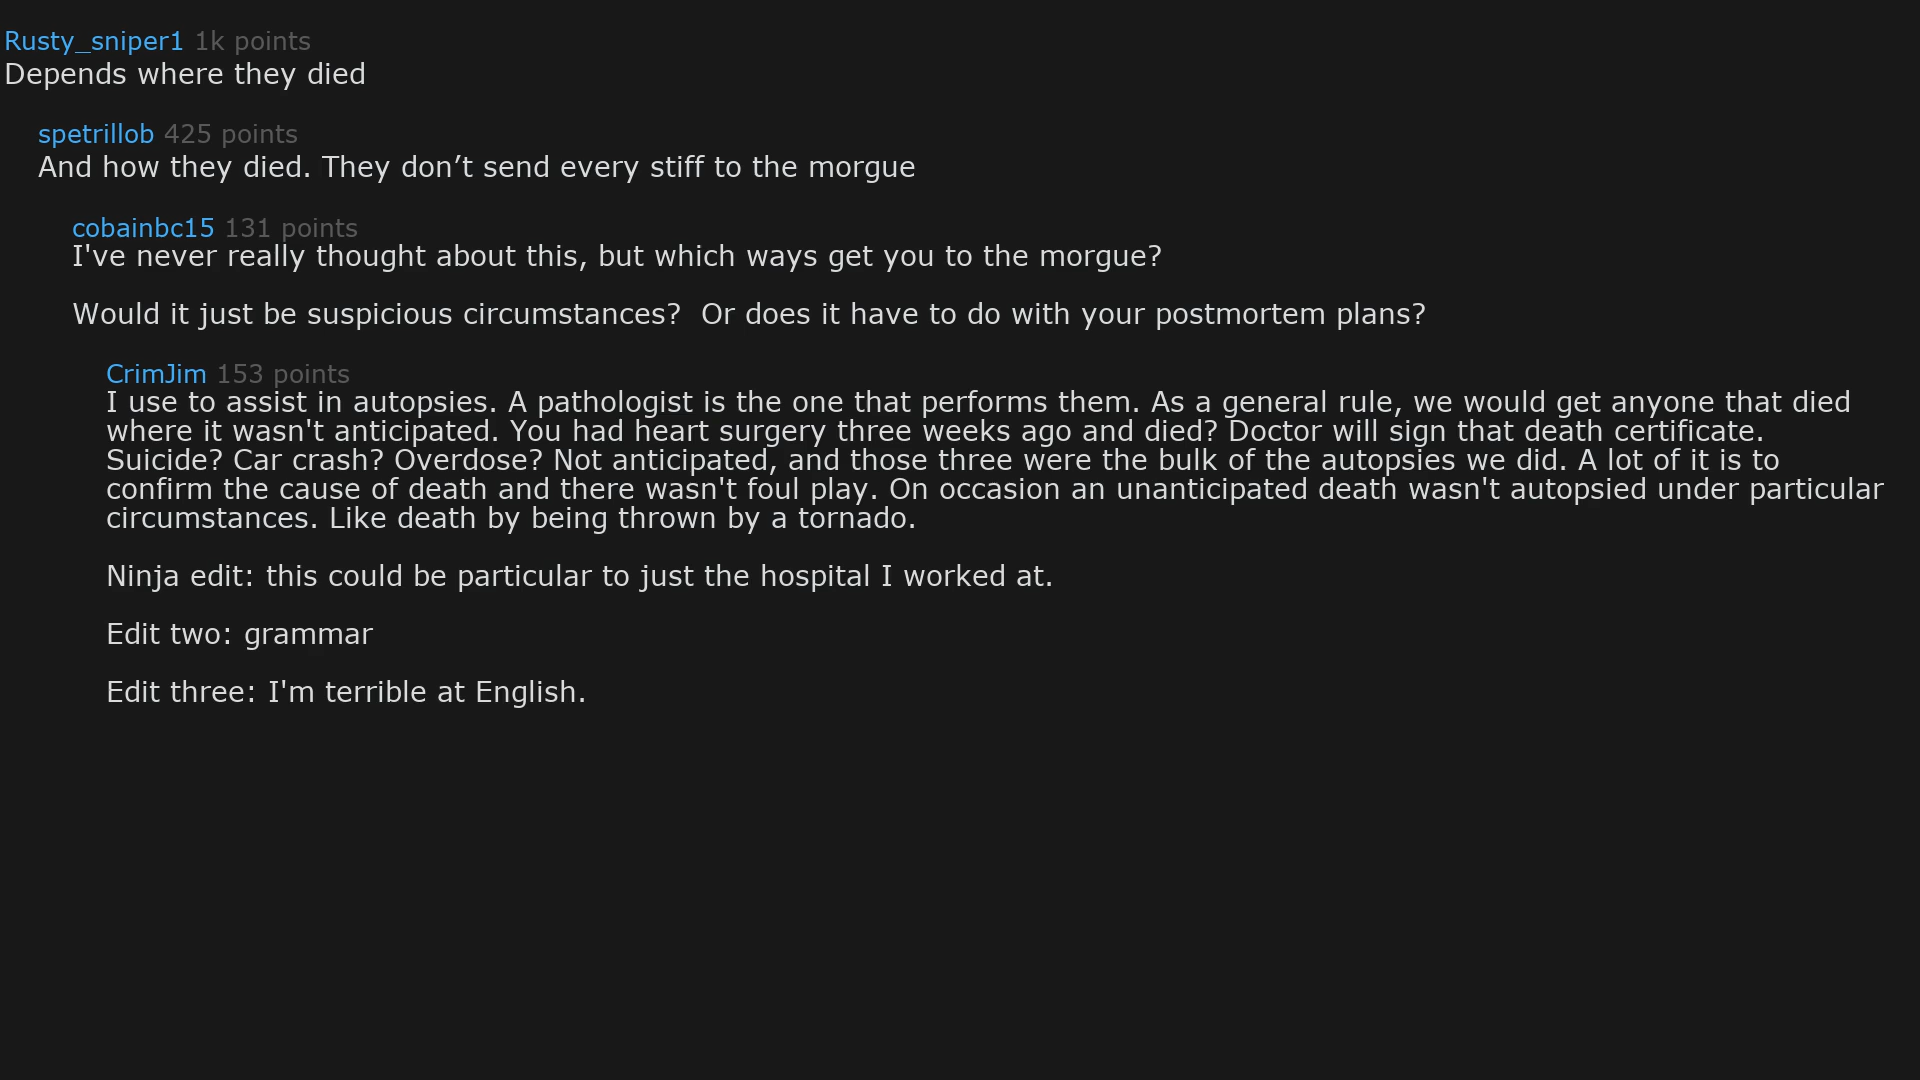 Rusty_sniper1 1k points
Depends where they died
spetrillob 425 points
And how they died. They don’t send every stiff to the morgue
cobainbc15 131 points
I've never really thought about this, but which ways get you to the morgue?
Would it just be suspicious circumstances?  Or does it have to do with your postmortem plans?
CrimJim 153 points
I use to assist in autopsies. A pathologist is the one that performs them. As a general rule, we would get anyone that died
where it wasn't anticipated. You had heart surgery three weeks ago and died? Doctor will sign that death certificate.
Suicide? Car crash? Overdose? Not anticipated, and those three were the bulk of the autopsies we did. A lot of it is to
confirm the cause of death and there wasn't foul play. On occasion an unanticipated death wasn't autopsied under particular
circumstances. Like death by being thrown by a tornado.
Ninja edit: this could be particular to just the hospital I worked at.
Edit two: grammar
Edit three: I'm terrible at English.